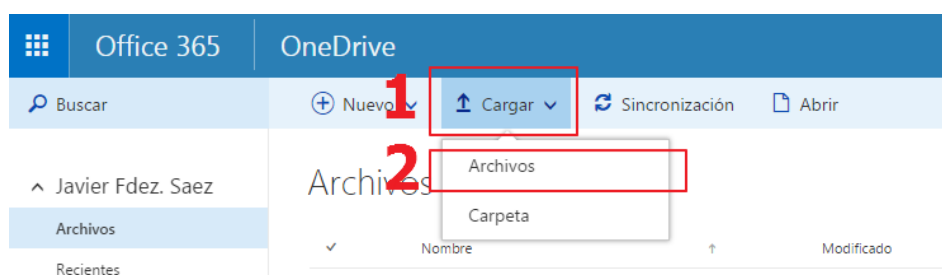 Office 365 OneDrive
Buscar Nuevo 1 Cargar Sincronización Abrir
2 Archivos
Javier Fdez. Saez Archivos
Carpeta
Archivos
Nombre Modificado
Recientes